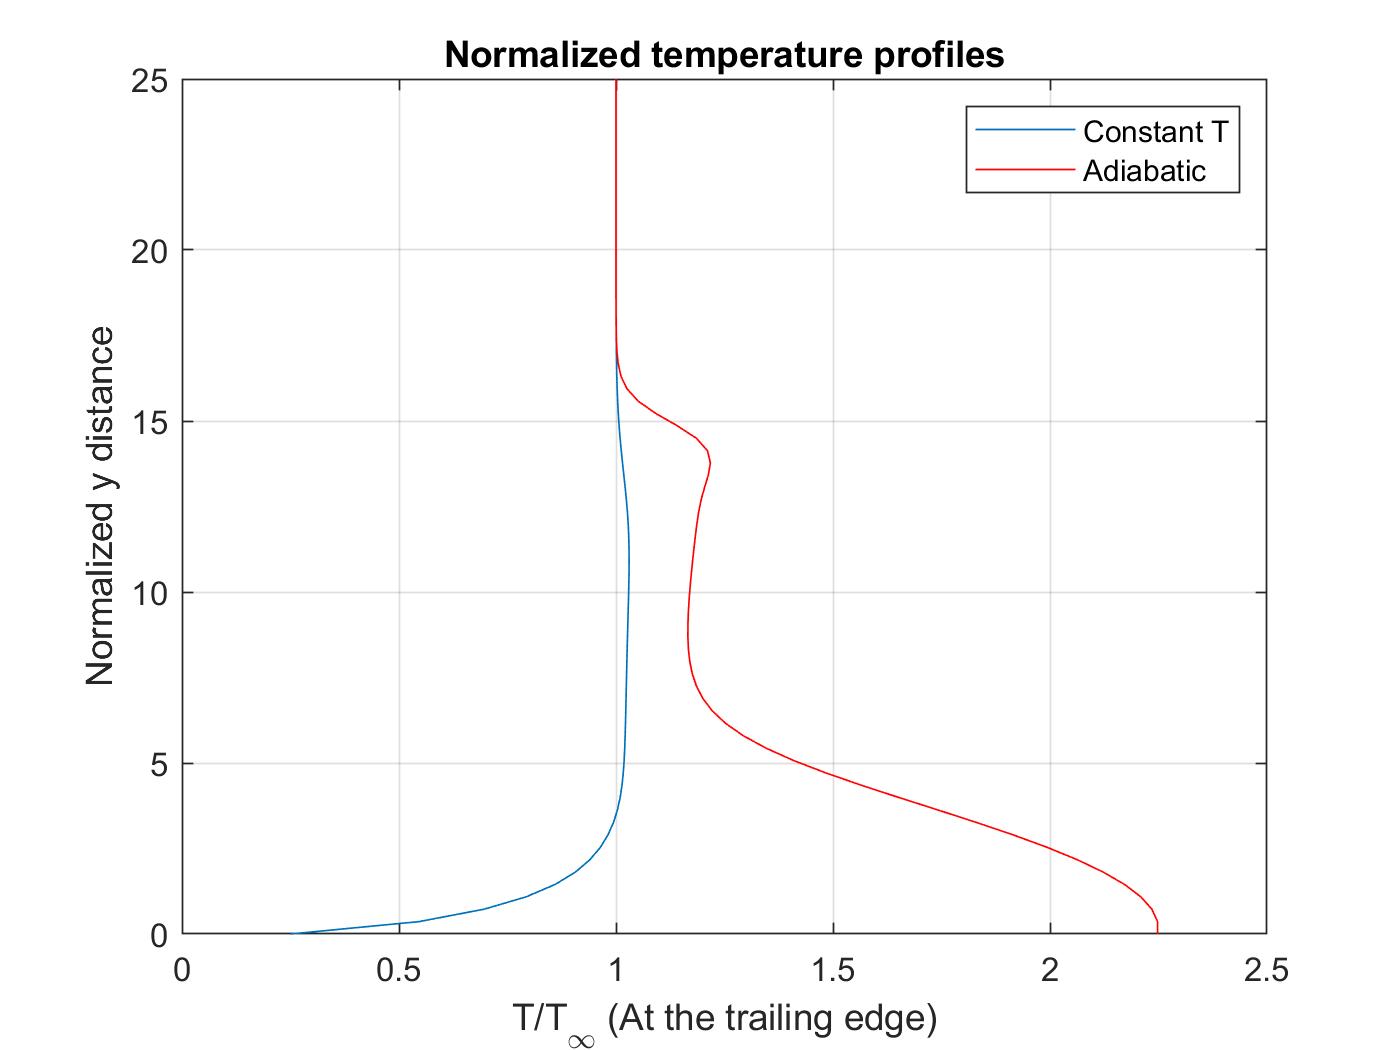 Normalized temperature profiles
Constant T
Adiabatic
Normalized y distance
25
20
15
10
5
0
0 0.5 1 1.5 2 2.5
T/T∞ (At the trailing edge)